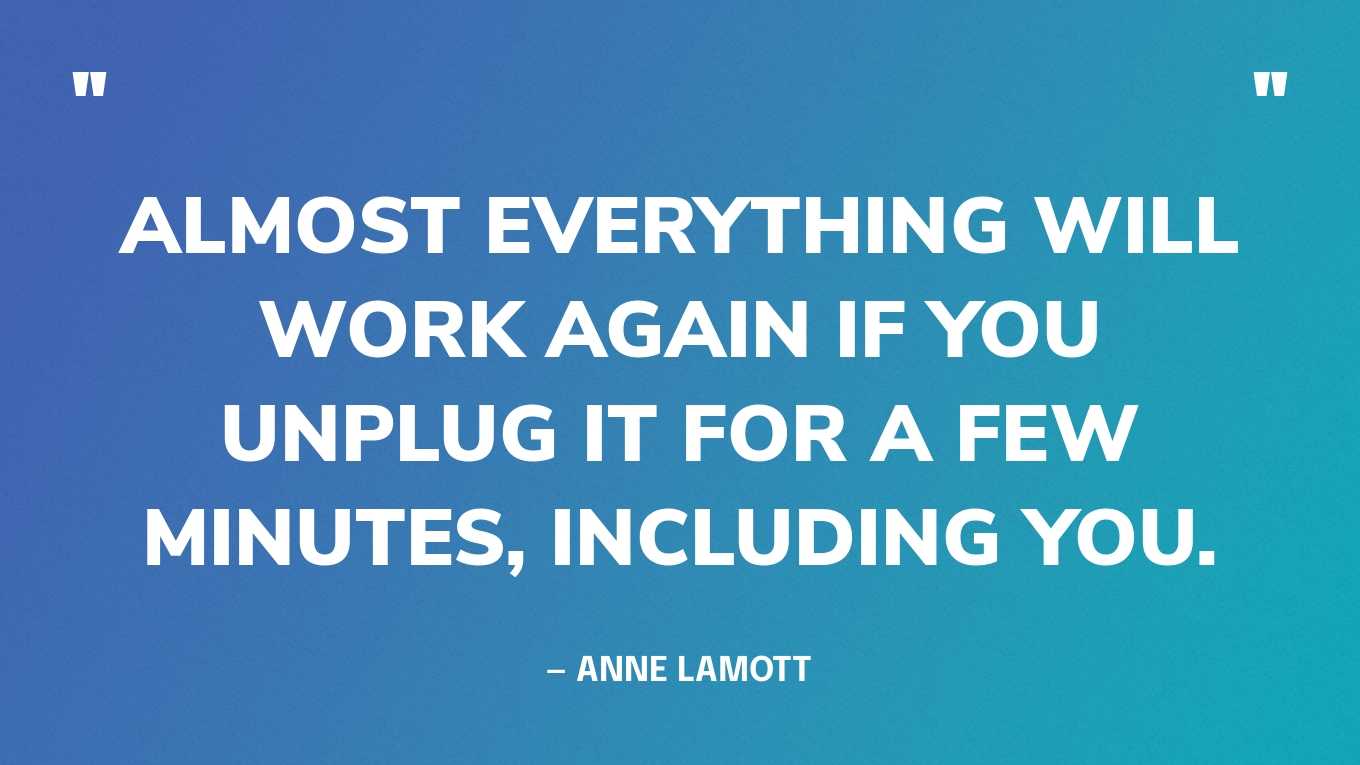 " "
ALMOST EVERYTHING WILL
WORK AGAIN IF YOU
UNPLUG IT FOR A FEW
MINUTES, INCLUDING YOU.
– ANNE LAMOTT